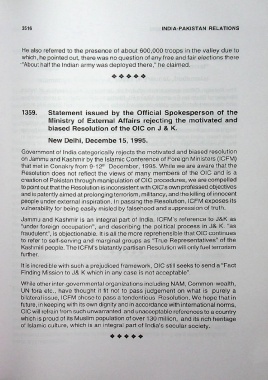 3516 INDIA-PAKISTAN RELATIONS
He also referred to the presence of about 600,000 troops in the valley due to
which, he pointed out, there was no question of any free and fair elections there
"About half the Indian army was deployed there," he claimed.
✥ ✥ ✥ ✥ ✥
1359. Statement issued by the Official Spokesperson of the
Ministry of External Affairs rejecting the motivated and
biased Resolution of the OIC on J & K.
New Delhi, Decembe 15, 1995.
Government of India categorically rejects the motivated and biased resolution
on Jammu and Kashmir by the Islamic Conference of Foreign Ministers (ICFM)
that met in Conakry from 9-12th December, 1995. While we are aware that the
Resolution does not reflect the views of many members of the OIC and is a
creation of Pakistan through manipulation of OIC procedures, we are compelled
to point out that the Resolution is inconsistent with OIC's own professed objectives
and is patently aimed at prolonging terrorism, militancy, and the killing of innocent
people under external inspiration. In passing the Resolution, ICFM exposes its
vulnerability for being easily misled by falsehood and a suppression of truth.
Jammu and Kashmir is an integral part of India. ICFM's reference to J&K as
"under foreign occupation", and describing the political process in J& K. "as
fraudulent", is objectionable. It is all the more reprehensible that OIC continues
to refer to self-serving and marginal groups as "True Representatives" of the
Kashmiri people. The ICFM's blatantly partisan Resolution will only fuel terrorism
further.
It is incredible with such a prejudiced framework, OIC still seeks to send a "Fact
Finding Mission to J& K which in any case is not acceptable".
While other inter-governmental organizations including NAM, Common wealth,
UN fora etc., have thought it fit not to pass judgement on what is purely a
bilateral issue, ICFM chose to pass a tendentious Resolution. We hope that in
future, in keeping with its own dignity and in accordance with international norms,
OIC will refrain from such unwarranted and unacceptable references to a country
which is proud of its Muslim population of over 130 million, and its rich heritage
of Islamic culture, which is an integral part of India's secular society.
✥ ✥ ✥ ✥ ✥